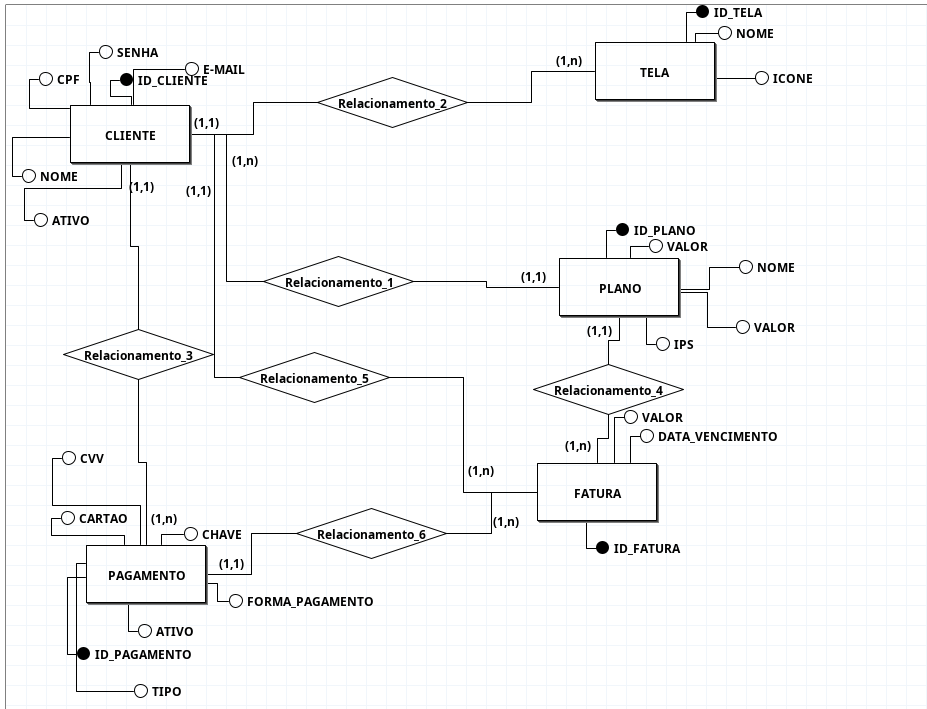 ID_TELA
NOME
SENHA
(1,n)
E-MAIL
TELA
ICONE
CPF
ID_CLIENTE
Relacionamento_2
(1,1)
CLIENTE
(1,n)
NOME
(1,1)
(1,1)
ATIVO
ID_PLANO
VALOR
NOME
(1,1)
Relacionamento_1
PLANO
VALOR
(1,1)
IPS
Relacionamento_3
Relacionamento_5
Relacionamento_4
VALOR
DATA_VENCIMENTO
(1,n)
CVV
(1,n)
FATURA
CARTAO
(1,n)
(1,n)
CHAVE
Relacionamento_6
ID_FATURA
(1,1)
PAGAMENTO
FORMA_PAGAMENTO
ATIVO
ID_PAGAMENTO
TIPO